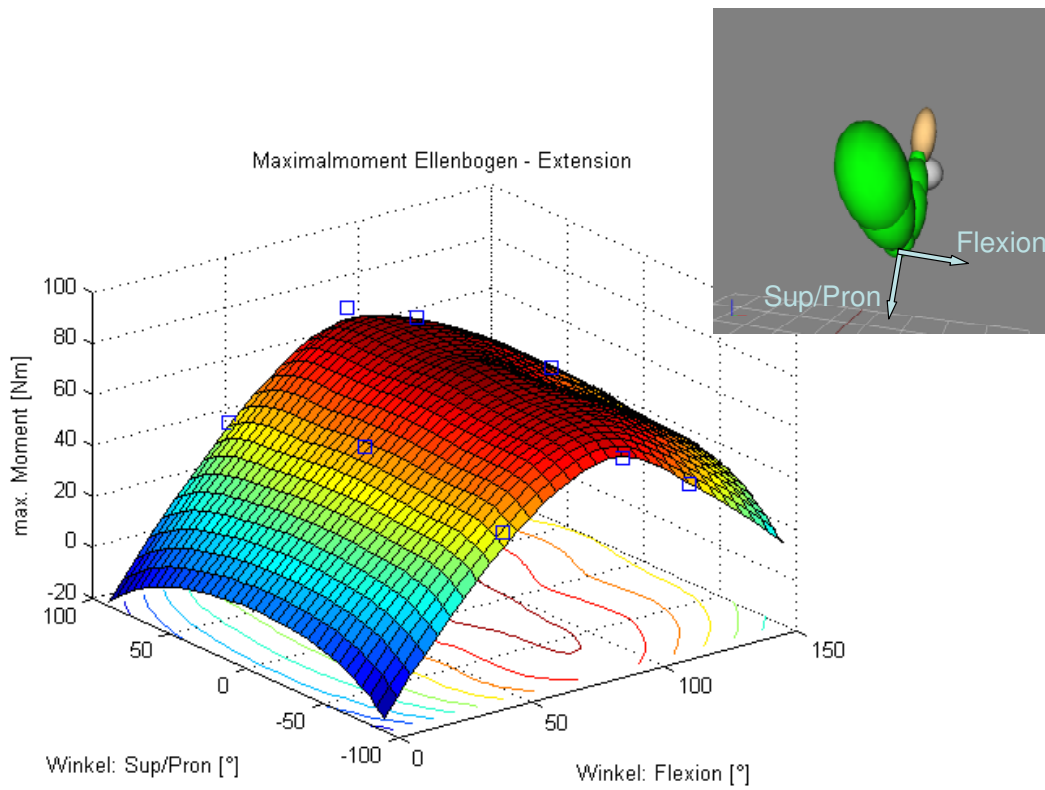 Maximalmoment Ellenbogen - Extension
Flexion
Sup/Pron
max. Moment [Nm]
100
80
60
40
20
0
-20
100
50
0
-50
-100
Winkel: Sup/Pron [°]
0
50
100
150
Winkel: Flexion [°]